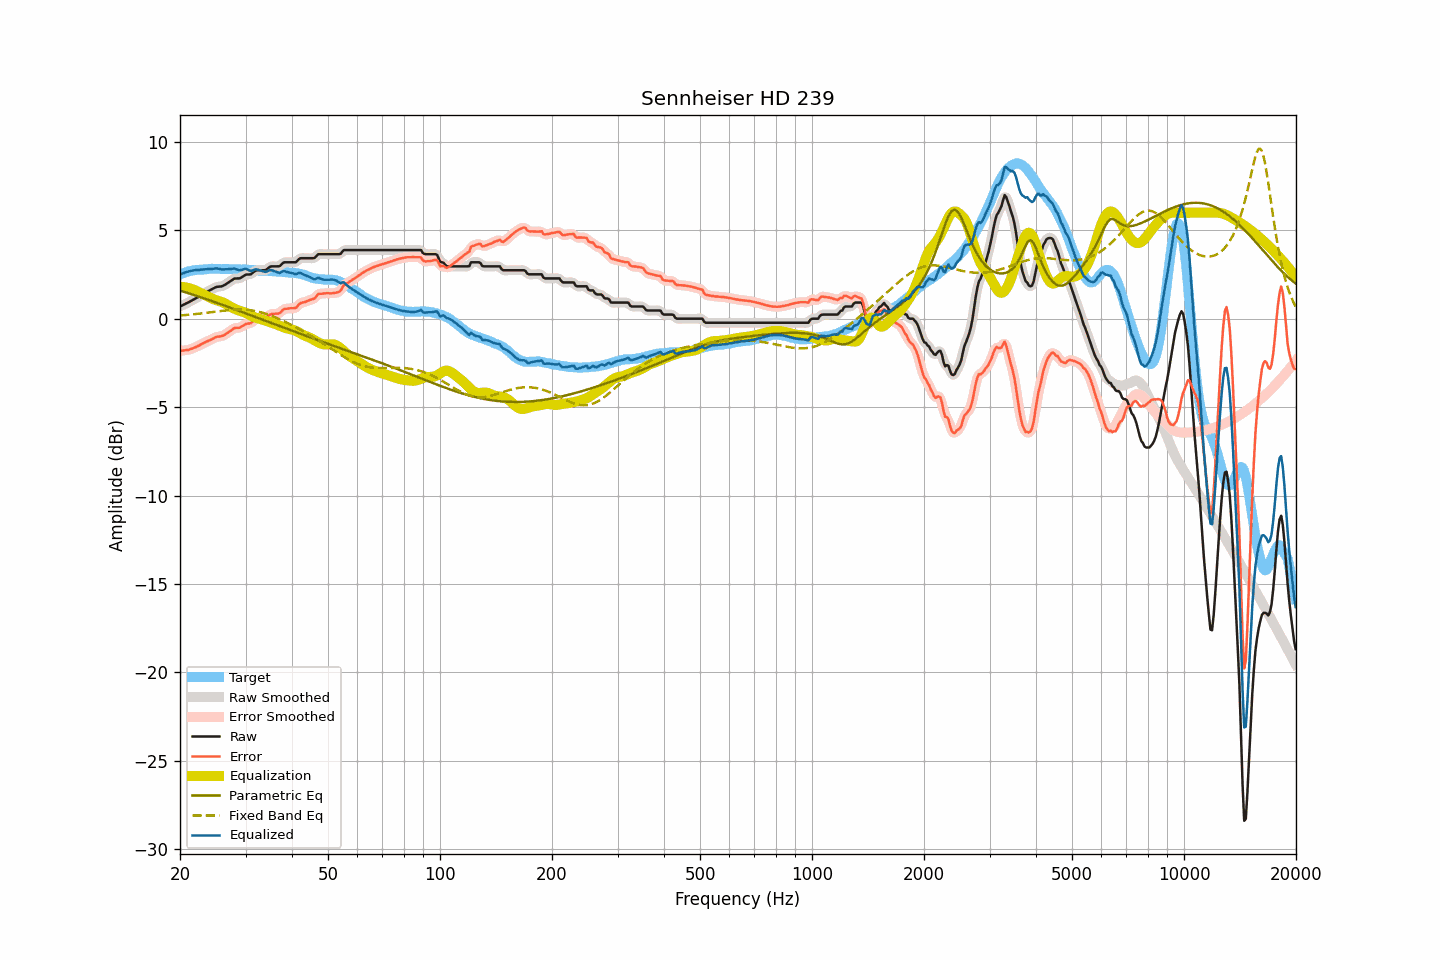 Sennheiser HD 239
Amplitude (dBr)
10
5
0
−5
−10
−15
−20
−25
−30
Target
Raw Smoothed
Error Smoothed
Raw
Error
Equalization
Parametric Eq
Fixed Band Eq
Equalized
20 50 100 200 500 1000 2000 5000 10000 20000
Frequency (Hz)